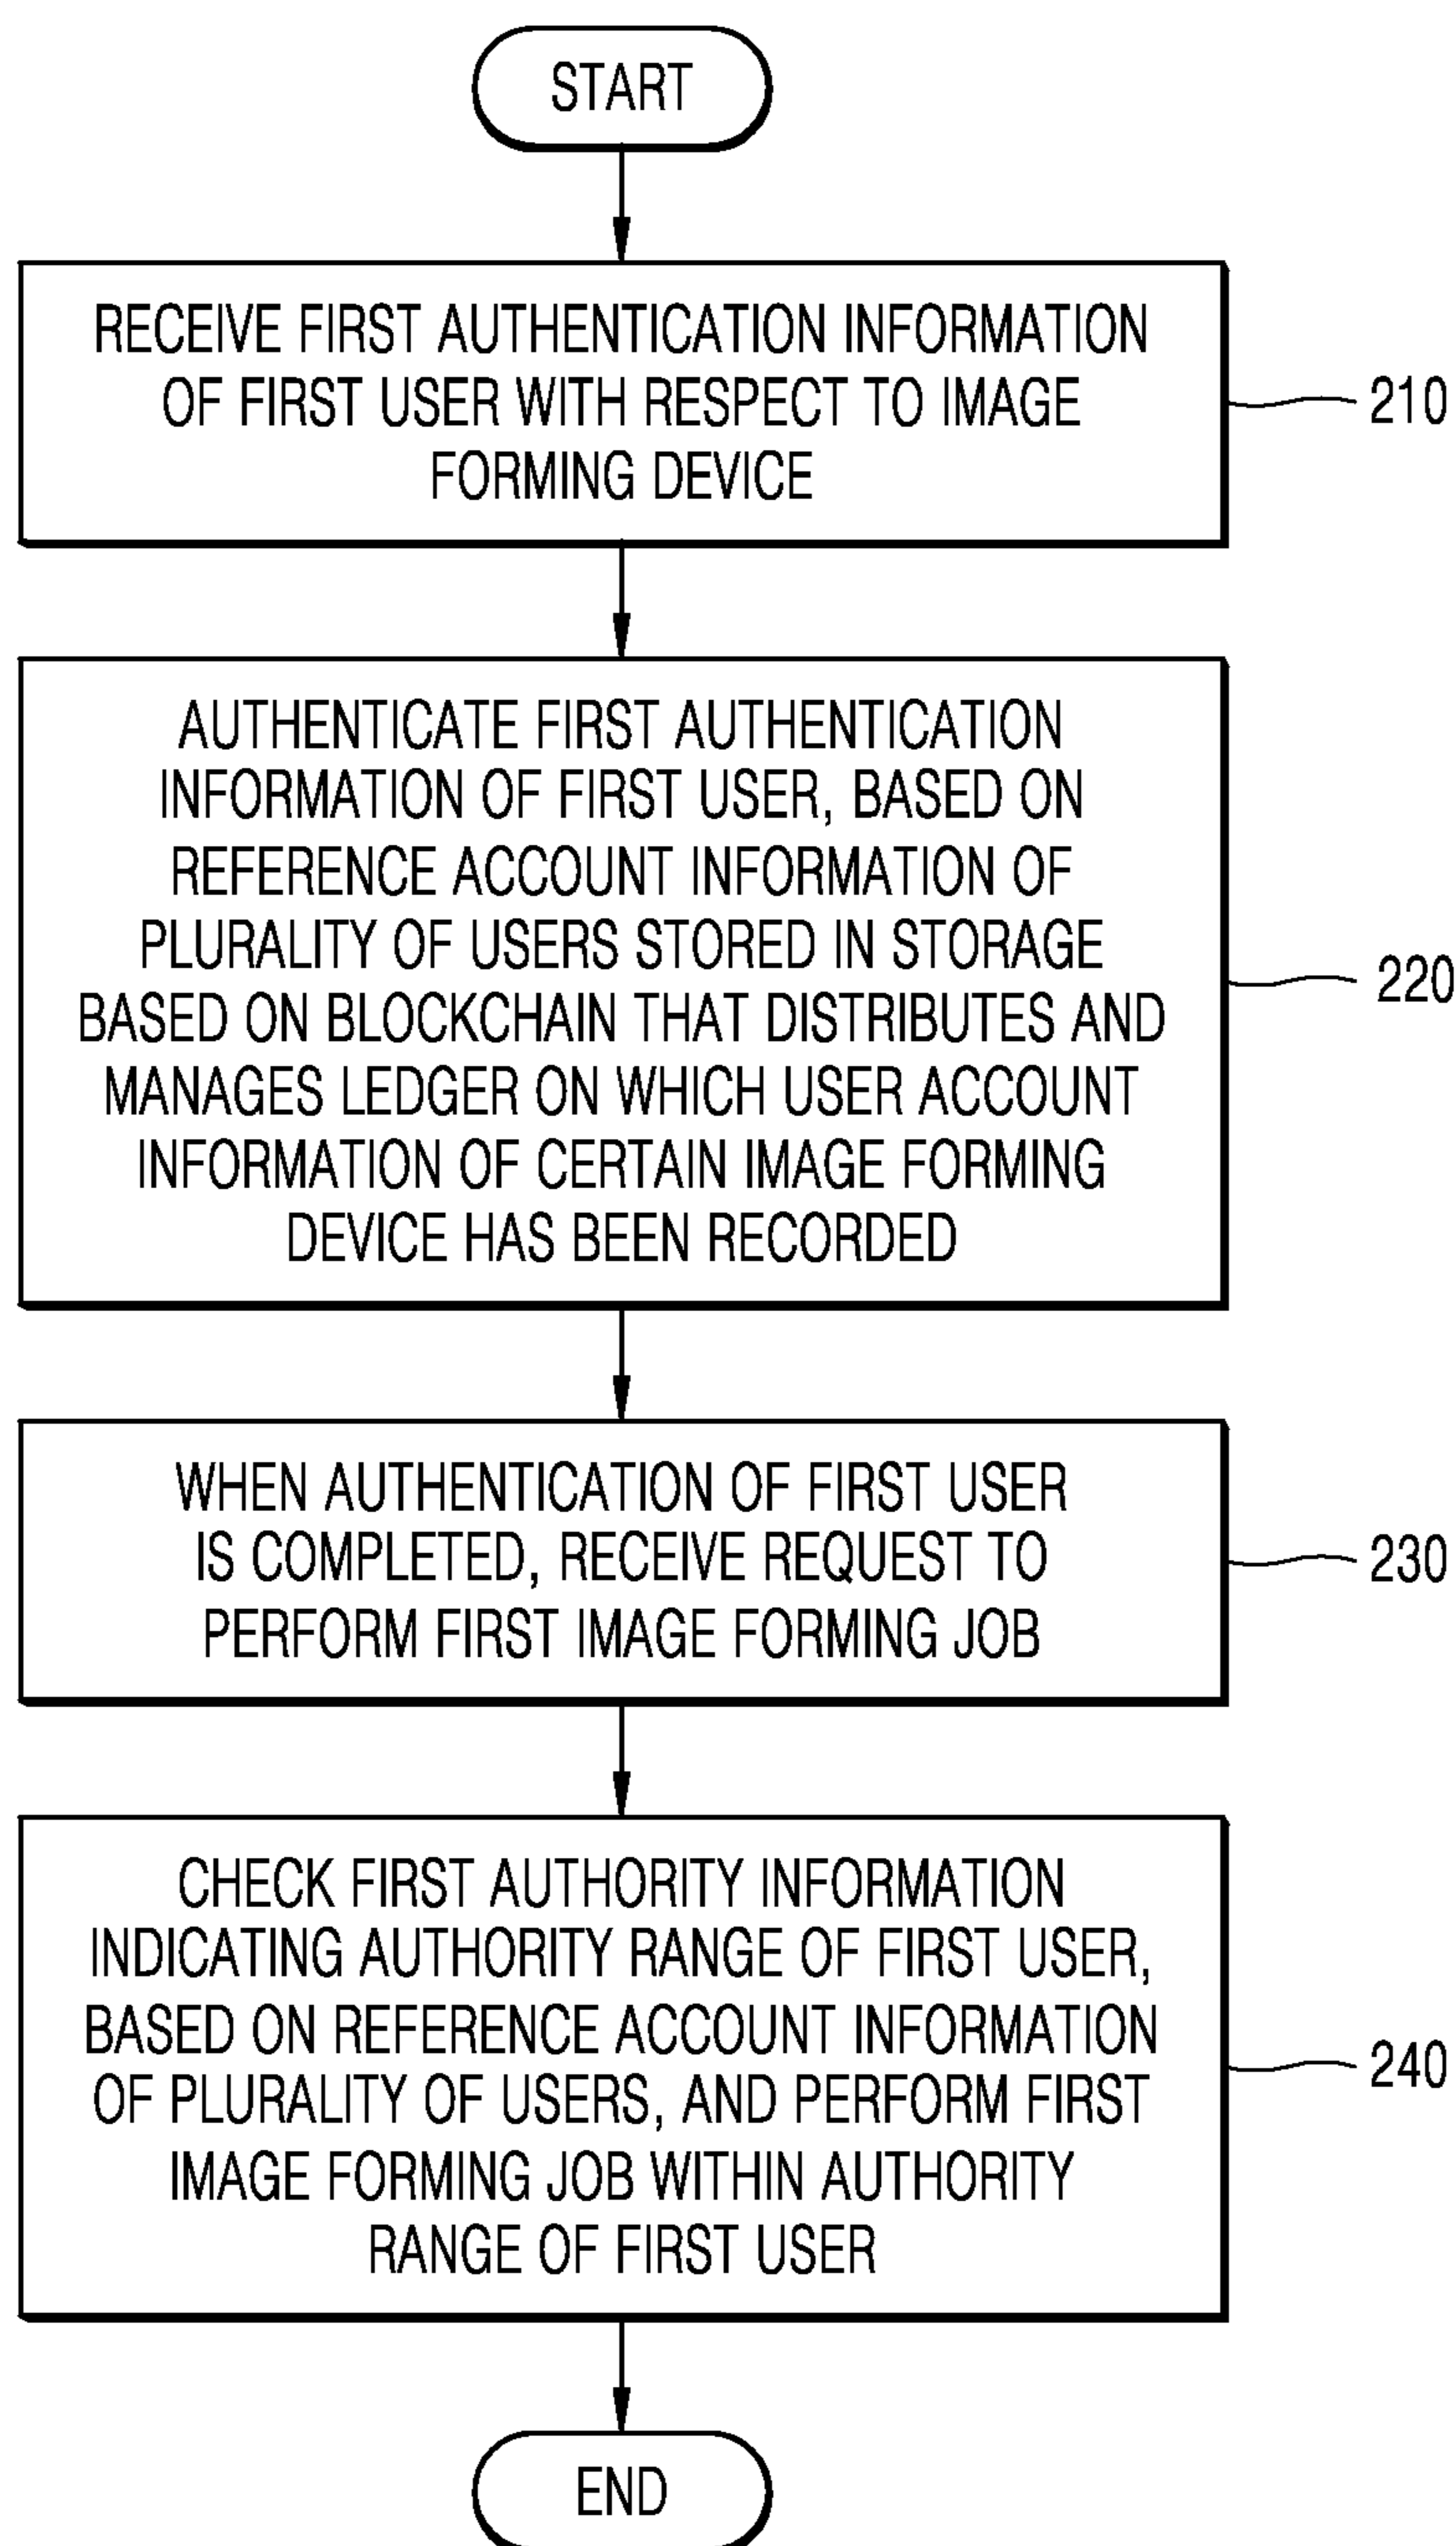 START
RECEIVE FIRST AUTHENTICATION INFORMATION
OF FIRST USER WITH RESPECT TO IMAGE
FORMING DEVICE
210
AUTHENTICATE FIRST AUTHENTICATION
INFORMATION OF FIRST USER, BASED ON
REFERENCE ACCOUNT INFORMATION OF
PLURALITY OF USERS STORED IN STORAGE
BASED ON BLOCKCHAIN THAT DISTRIBUTES AND
MANAGES LEDGER ON WHICH USER ACCOUNT
INFORMATION OF CERTAIN IMAGE FORMING
DEVICE HAS BEEN RECORDED
220
WHEN AUTHENTICATION OF FIRST USER
IS COMPLETED, RECEIVE REQUEST TO
PERFORM FIRST IMAGE FORMING JOB
230
CHECK FIRST AUTHORITY INFORMATION
INDICATING AUTHORITY RANGE OF FIRST USER,
BASED ON REFERENCE ACCOUNT INFORMATION
OF PLURALITY OF USERS, AND PERFORM FIRST
IMAGE FORMING JOB WITHIN AUTHORITY
RANGE OF FIRST USER
240
END